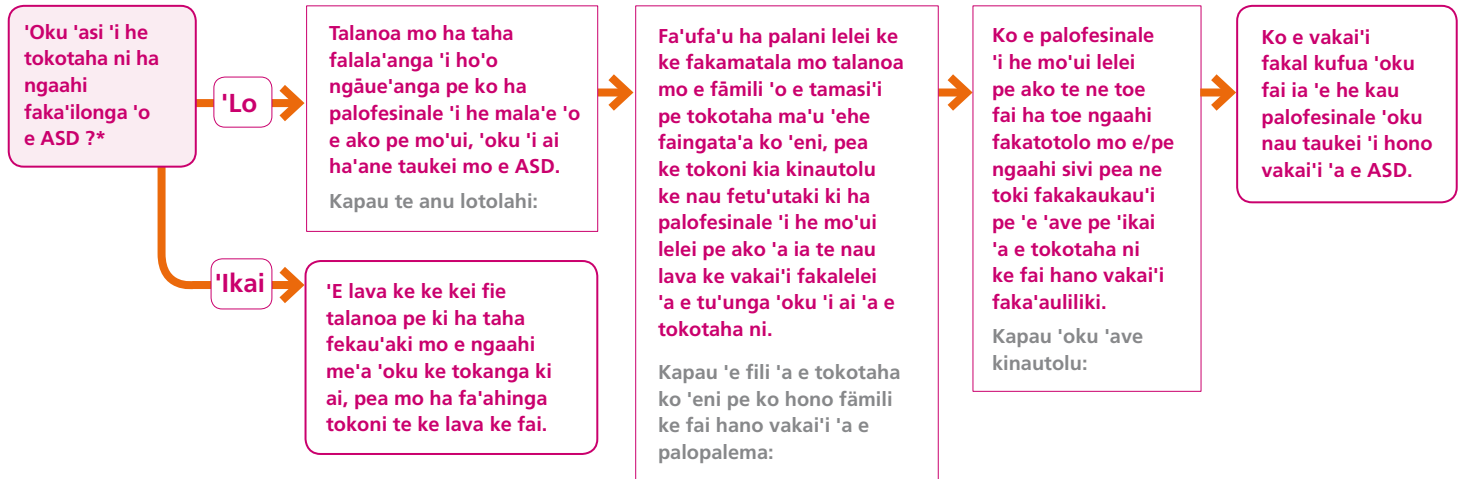 'Oku 'asi 'i he
tokotaha ni ha
ngaahi
faka'ilonga 'o
e ASD ?*
'Lo
Talanoa mo ha taha
falala'anga 'i ho'o
ngāue'anga pe ko ha
palofesinale 'i he mala'e 'o
e ako pe mo'ui, 'oku 'i ai
ha'ane taukei mo e ASD.
Kapau te anu lotolahi:
'Ikai
'E lava ke ke kei fie
talanoa pe ki ha taha
fekau'aki mo e ngaahi
me'a 'oku ke tokanga ki
ai, pea mo ha fa'ahinga
tokoni te ke lava ke fai.
Fa'ufa'u ha palani lelei ke
ke fakamatala mo talanoa
mo e fāmili 'o e tamasi'i
pe tokotaha ma'u 'ehe
faingata'a ko 'eni, pea
ke tokoni kia kinautolu
ke nau fetu'utaki ki ha
palofesinale 'i he mo'ui
lelei pe ako 'a ia te nau
lava ke vakai'i fakalelei
'a e tu'unga 'oku 'i ai 'a e
tokotaha ni.
Kapau 'e fili 'a e tokotaha
ko 'eni pe ko hono fämili
ke fai hano vakai'i 'a e
palopalema:
Ko e palofesinale
'i he mo'ui lelei
pe ako te ne toe
fai ha toe ngaahi
fakatotolo mo e/pe
ngaahi sivi pea ne
toki fakakaukau'i
pe 'e 'ave pe 'ikai
'a e tokotaha ni
ke fai hano vakai'i
faka'auliliki.
Kapau 'oku 'ave
kinautolu:
Ko e vakai'i
fakal kufua 'oku
fai ia 'e he kau
palofesinale 'oku
nau taukei 'i hono
vakai'i 'a e ASD.